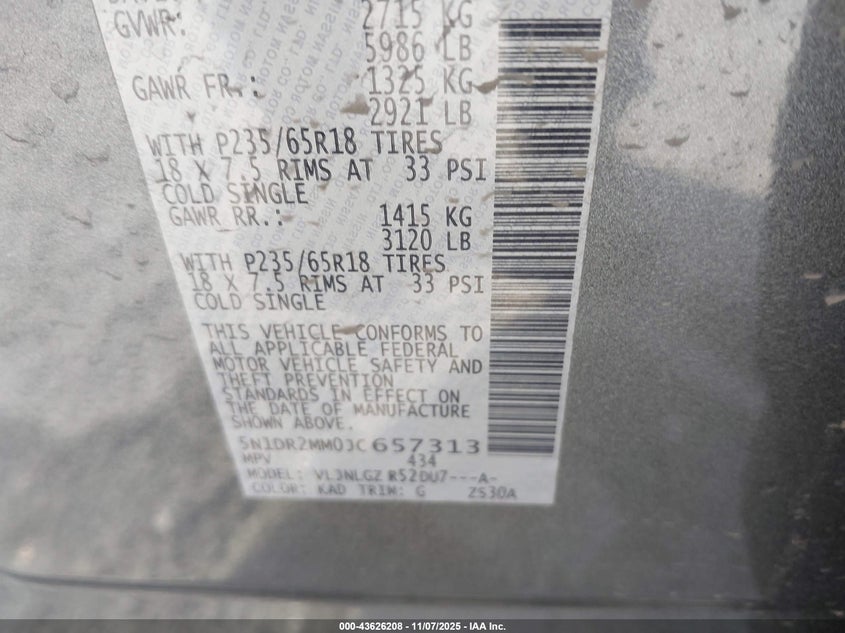 GVWR: 2715 KG
5986 LB
GAWR FR.: 1325 KG
2921 LB
WITH P235/65R18 TIRES
18 X 7.5 RIMS AT 33 PSI
COLD SINGLE
GAWR RR.: 1415 KG
3120 LB
WITH P235/65R18 TIRES
18 X 7.5 RIMS AT 33 PSI
COLD SINGLE
THIS VEHICLE CONFORMS TO
ALL APPLICABLE FEDERAL
MOTOR VEHICLE SAFETY AND
THEFT PREVENTION
STANDARDS IN EFFECT ON
THE DATE OF MANUFACTURE
SHOWN ABOVE.
5N1DR2MM0JC657313
MPV 434
MODEL: VL3NLGZ R52DU7---A-
COLOR: KAD TRIM: G ZS30A
000-43626208 | 11/07/2025 - IAA Inc.